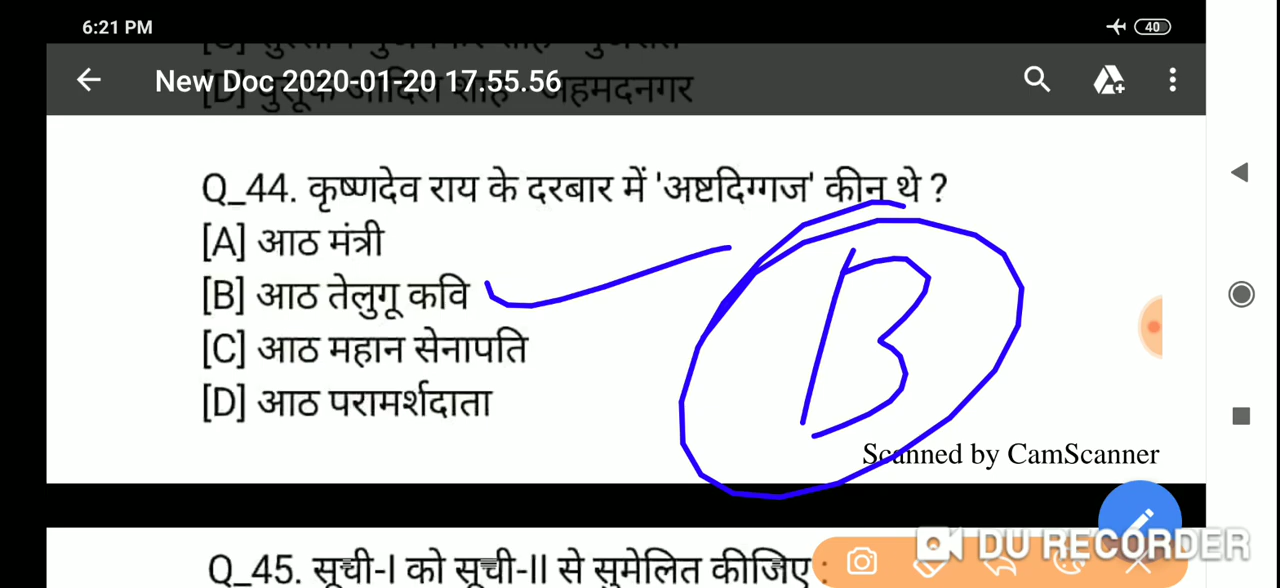 6:21 PM
40
New Doc 2020-01-20 17.55.56
अहमदनगर
Q_44. कृष्णदेव राय के दरबार में 'अष्टदिग्गज' कीन थे ?
[A] आठ मंत्री
[B] आठ तेलुगू कवि
[C] आठ महान सेनापति
[D] आठ परामर्शदाता
B
Scanned by CamScanner
DU RECORDER
Q_45. सूची-I को सूची-II से सुमेलित कीजिए :